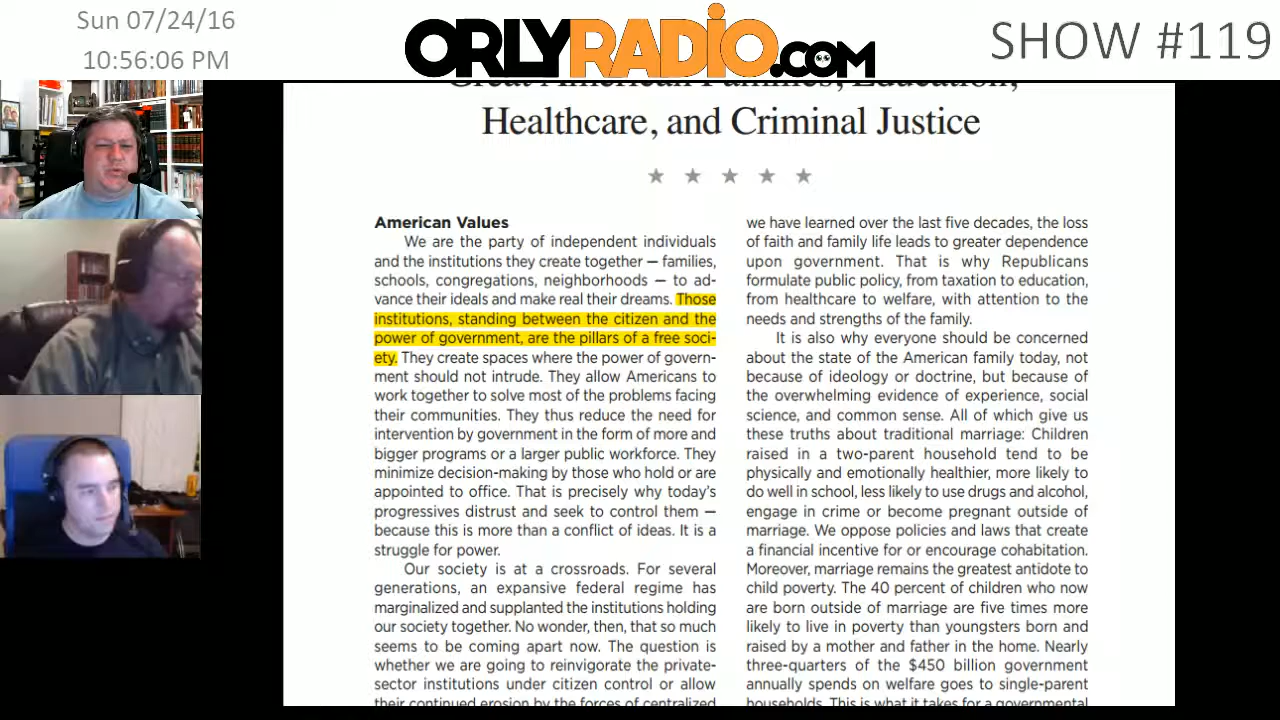 Sun 07/24/16
10:56:06 PM
ORLYRADiO.COM
SHOW #119
Great American Families, Education,
Healthcare, and Criminal Justice
American Values
We are the party of independent individuals
and the institutions they create together — families,
schools, congregations, neighborhoods — to ad-
vance their ideals and make real their dreams. Those
institutions, standing between the citizen and the
power of government, are the pillars of a free soci-
ety. They create spaces where the power of govern-
ment should not intrude. They allow Americans to
work together to solve most of the problems facing
their communities. They thus reduce the need for
intervention by government in the form of more and
bigger programs or a larger public workforce. They
minimize decision-making by those who hold or are
appointed to office. That is precisely why today's
progressives distrust and seek to control them —
because this is more than a conflict of ideas. It is a
struggle for power.
Our society is at a crossroads. For several
generations, an expansive federal regime has
marginalized and supplanted the institutions holding
our society together. No wonder, then, that so much
seems to be coming apart now. The question is
whether we are going to reinvigorate the private-
sector institutions under citizen control or allow
their continued erosion by the forces of centralized
we have learned over the last five decades, the loss
of faith and family life leads to greater dependence
upon government. That is why Republicans
formulate public policy, from taxation to education,
from healthcare to welfare, with attention to the
needs and strengths of the family.
It is also why everyone should be concerned
about the state of the American family today, not
because of ideology or doctrine, but because of
the overwhelming evidence of experience, social
science, and common sense. All of which give us
these truths about traditional marriage: Children
raised in a two-parent household tend to be
physically and emotionally healthier, more likely to
do well in school, less likely to use drugs and alcohol,
engage in crime or become pregnant outside of
marriage. We oppose policies and laws that create
a financial incentive for or encourage cohabitation.
Moreover, marriage remains the greatest antidote to
child poverty. The 40 percent of children who now
are born outside of marriage are five times more
likely to live in poverty than youngsters born and
raised by a mother and father in the home. Nearly
three-quarters of the $450 billion government
annually spends on welfare goes to single-parent
households. This is what it takes for a governmental